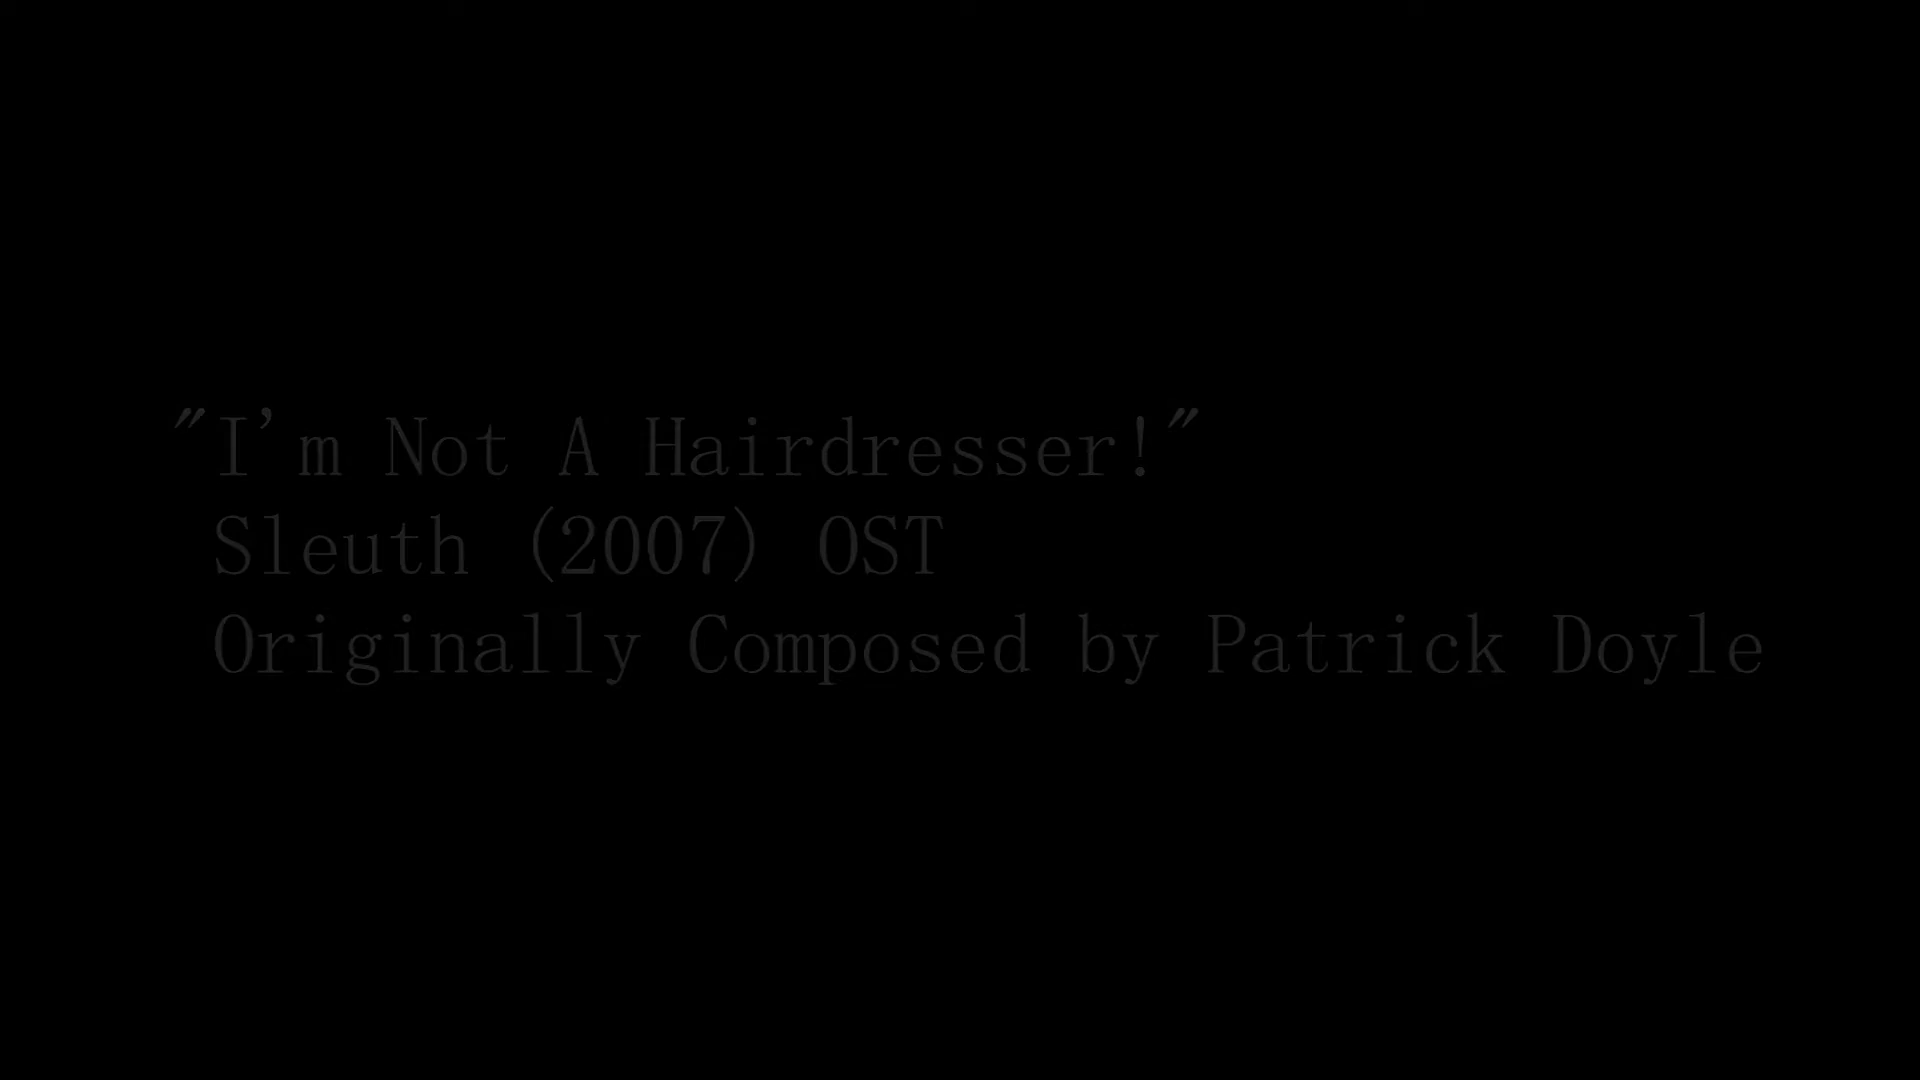 "I'm Not A Hairdresser!"
Sleuth (2007) OST
Originally Composed by Patrick Doyle